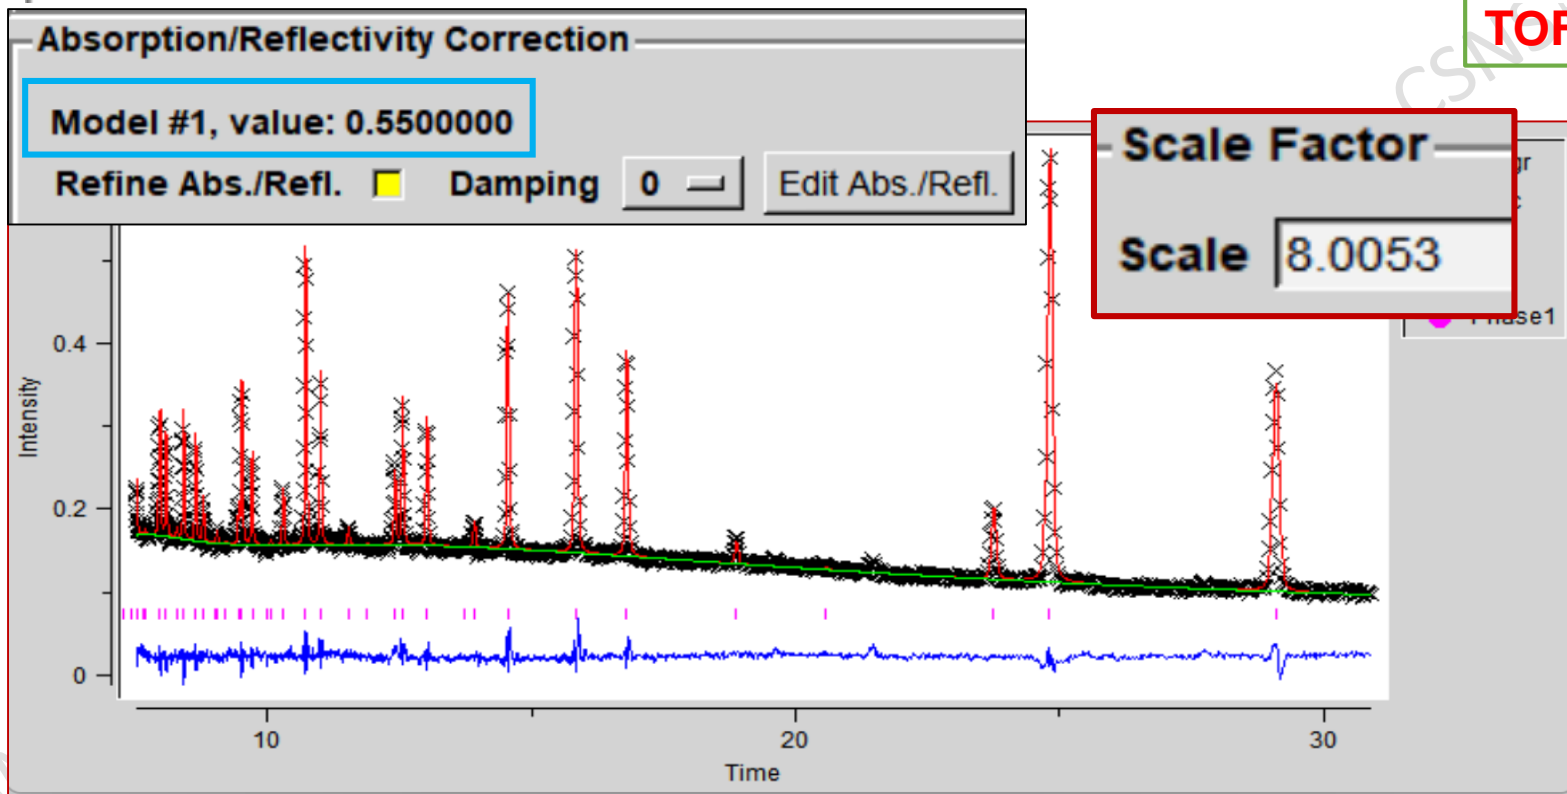 Absorption/Reflectivity Correction
Model #1, value: 0.5500000
Refine Abs./Refl. Damping 0 Edit Abs./Refl.
Scale Factor
Scale 8.0053
Phase1
Intensity
0.4
0.2
0
10 20 30
Time